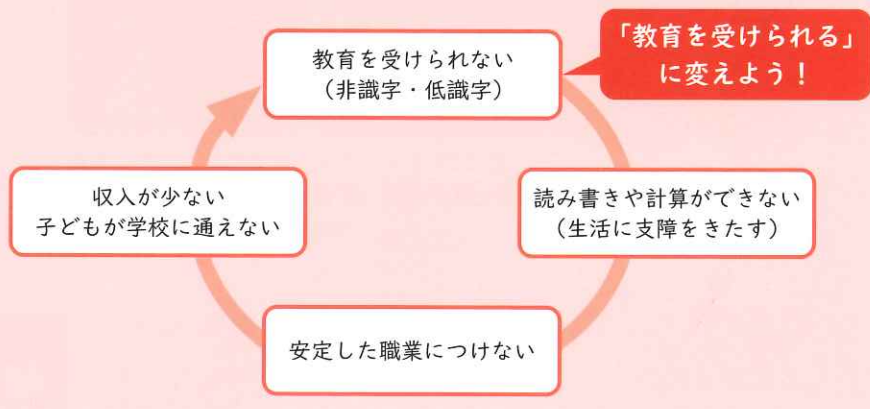 教育を受けられない
(非識字・低識字)
「教育を受けられる」
に変えよう！
読み書きや計算ができない
(生活に支障をきたす)
安定した職業につけない
収入が少ない
子どもが学校に通えない